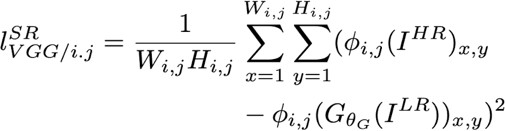 l^{SR}_{VGG/i.j} = \frac{1}{W_{i,j}H_{i,j}} \sum_{x=1}^{W_{i,j}} \sum_{y=1}^{H_{i,j}} (\phi_{i,j}(I^{HR})_{x,y}
- \phi_{i,j}(G_{\theta_G}(I^{LR}))_{x,y})^2